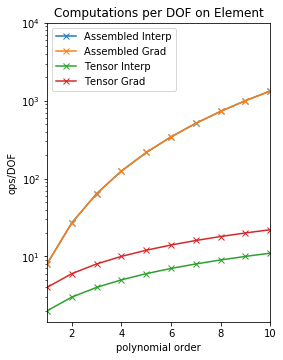 Computations per DOF on Element
Assembled Interp
Assembled Grad
Tensor Interp
Tensor Grad
ops/DOF
10⁴
10³
10²
10¹
2 4 6 8 10
polynomial order